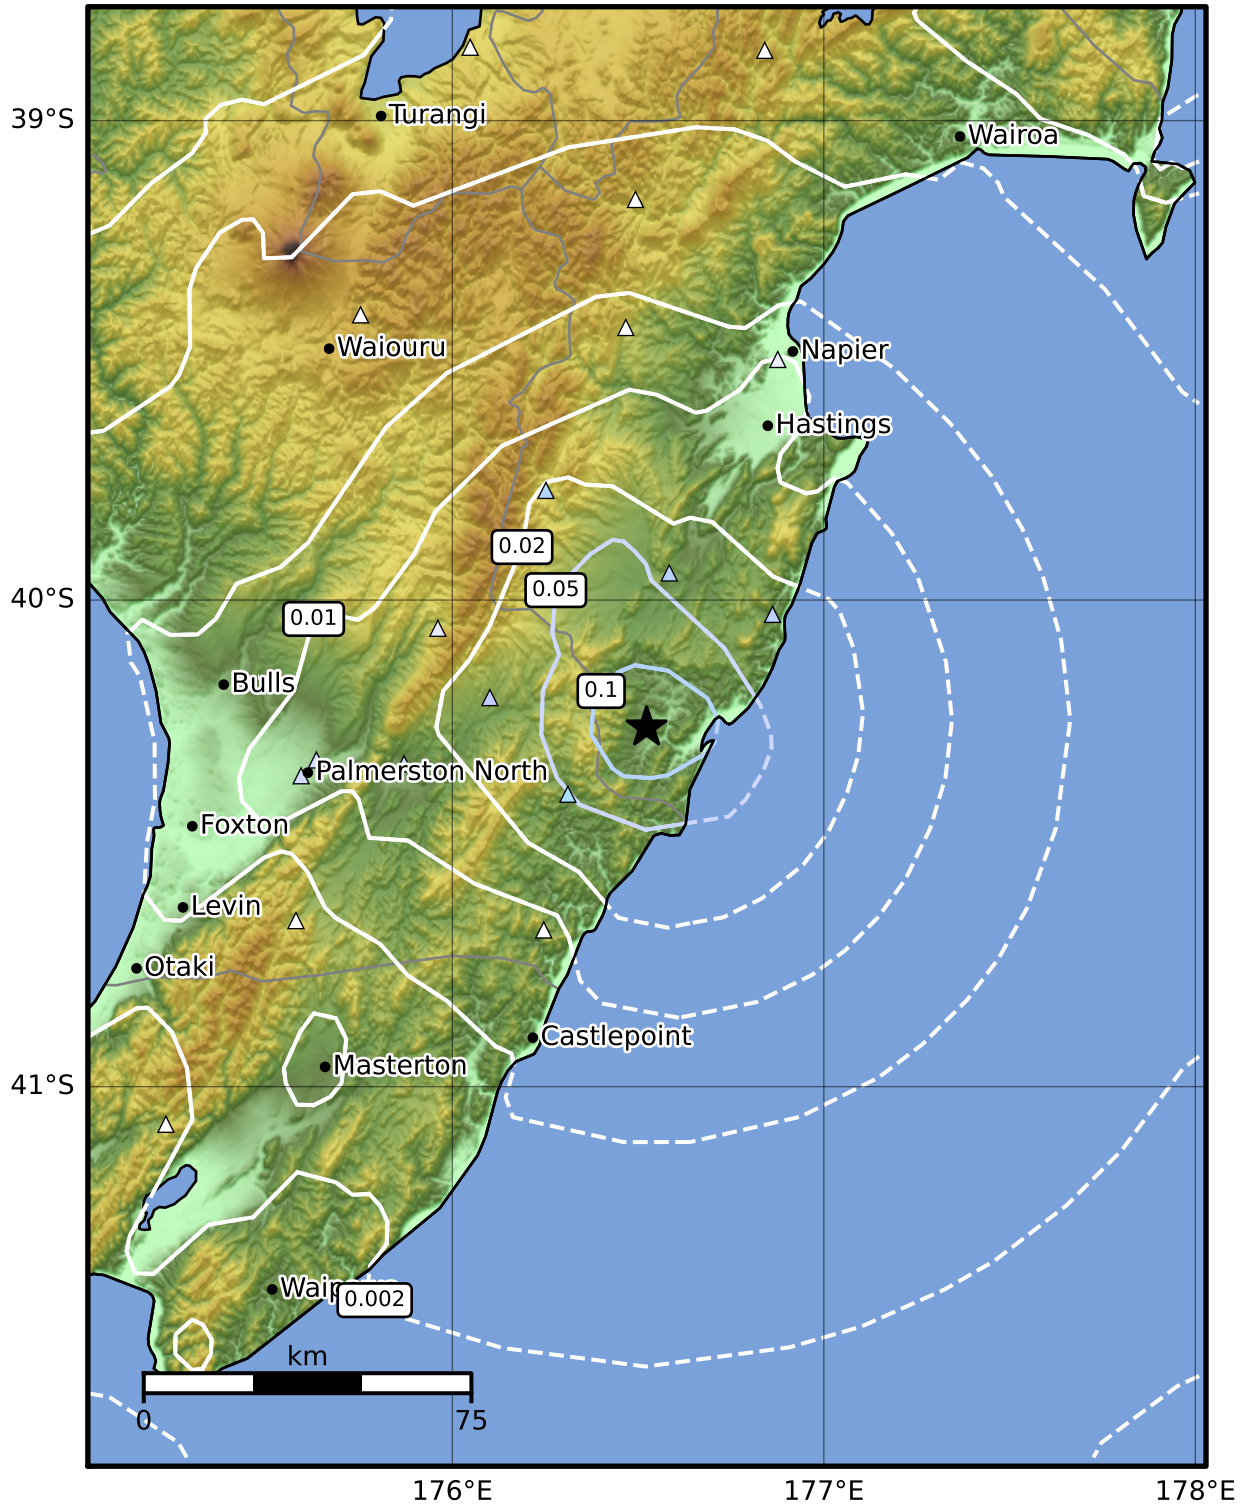 Turangi
39°S
Wairoa
Waiouru
Napier
Hastings
0.02
0.05
40°S
0.01
Bulls
0.1
Palmerston North
Foxton
Levin
Otaki
Castlepoint
Masterton
41°S
0.002
km
0
75
176°E
177°E
178°E